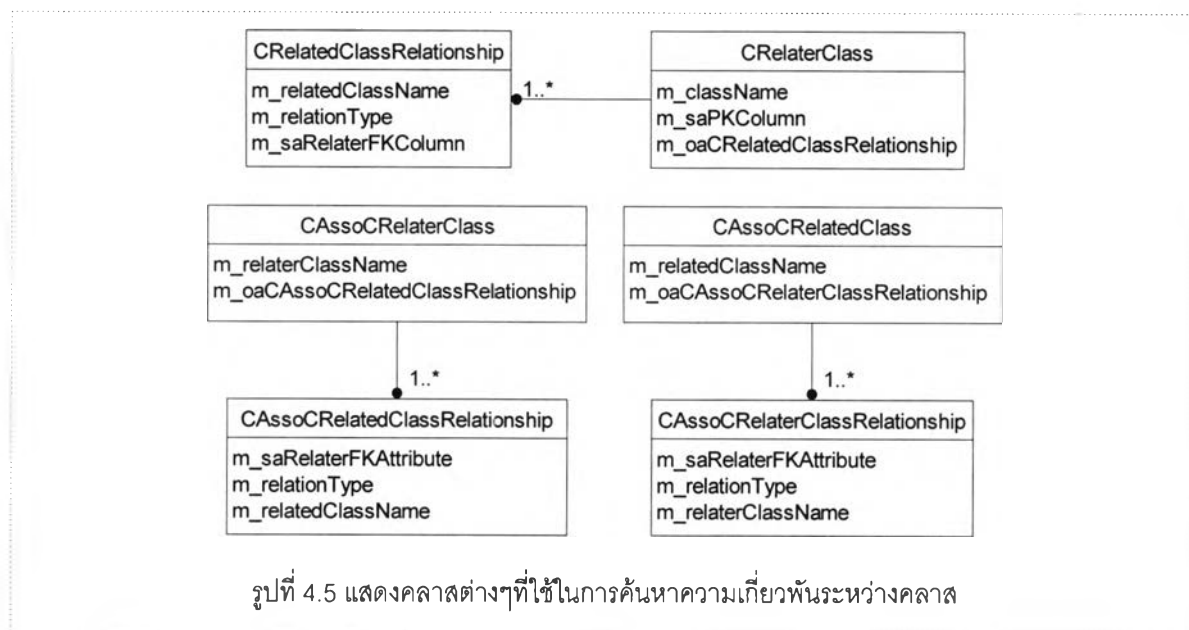 CRelatedClassRelationship
m_relatedClassName
m_relationType
m_saRelaterFKColumn
1..*
CRelaterClass
m_className
m_saPKColumn
m_oaCRelatedClassRelationship
CAssoCRelaterClass
m_relaterClassName
m_oaCAssoCRelatedClassRelationship
CAssoCRelatedClass
m_relatedClassName
m_oaCAssoCRelaterClassRelationship
1..*
1..*
CAssoCRelatedClassRelationship
m_saRelaterFKAttribute
m_relationType
m_relatedClassName
CAssoCRelaterClassRelationship
m_saRelaterFKAttribute
m_relationType
m_relaterClassName
รูปที่ 4.5 แสดงคลาสต่างๆที่ใช้ในการค้นหาความเกี่ยวพันระหว่างคลาส